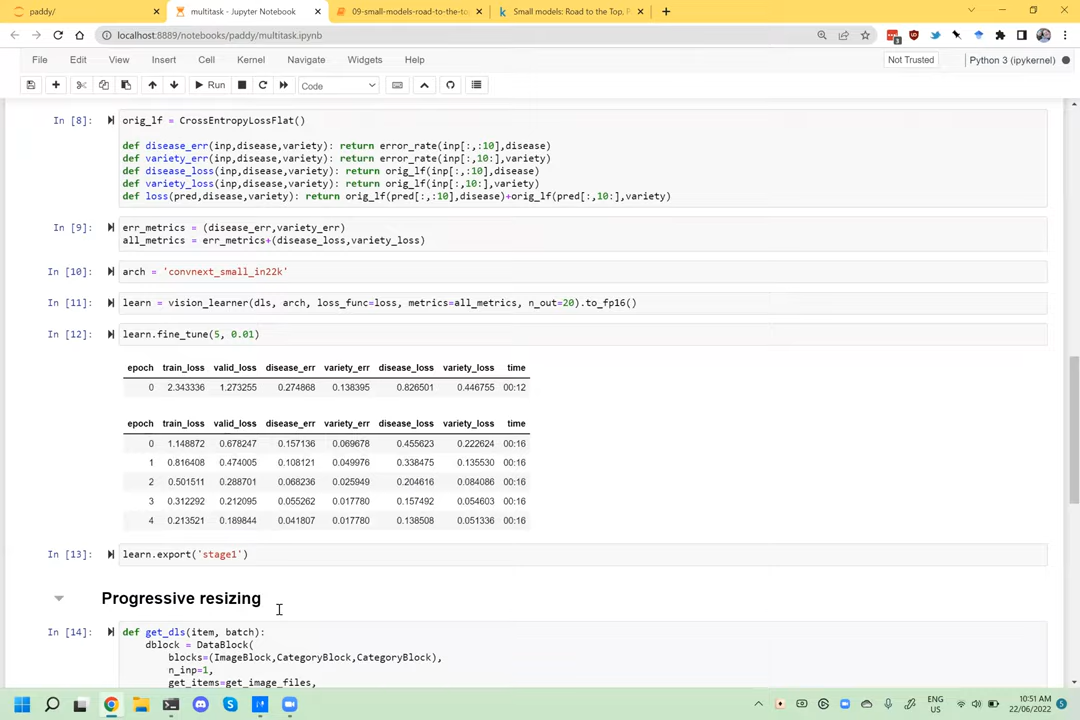 paddy/
multitask - Jupyter Notebook
09-small-models-road-to-the-to
Small models: Road to the Top, P
localhost:8889/notebooks/paddy/multitask.ipynb
File Edit View Insert Cell Kernel Navigate Widgets Help
Not Trusted
Python 3 (ipykernel)
Run
Code
In [8]:
orig_lf = CrossEntropyLossFlat()
def disease_err(inp,disease,variety): return error_rate(inp[:,:10],disease)
def variety_err(inp,disease,variety): return error_rate(inp[:,10:],variety)
def disease_loss(inp,disease,variety): return orig_lf(inp[:,:10],disease)
def variety_loss(inp,disease,variety): return orig_lf(inp[:,10:],variety)
def loss(pred,disease,variety): return orig_lf(pred[:,:10],disease)+orig_lf(pred[:,10:],variety)
In [9]:
err_metrics = (disease_err,variety_err)
all_metrics = err_metrics+(disease_loss,variety_loss)
In [10]:
arch = 'convnext_small_in22k'
In [11]:
learn = vision_learner(dls, arch, loss_func=loss, metrics=all_metrics, n_out=20).to_fp16()
In [12]:
learn.fine_tune(5, 0.01)
epoch train_loss valid_loss disease_err variety_err disease_loss variety_loss time
0 2.343336 1.273255 0.274868 0.138395 0.826501 0.446755 00:12
epoch train_loss valid_loss disease_err variety_err disease_loss variety_loss time
0 1.148872 0.678247 0.157136 0.069678 0.455623 0.222624 00:16
1 0.816408 0.474005 0.108121 0.049976 0.338475 0.135530 00:16
2 0.501511 0.288701 0.068236 0.025949 0.204616 0.084086 00:16
3 0.312292 0.212095 0.055262 0.017780 0.157492 0.054603 00:16
4 0.213521 0.189844 0.041807 0.017780 0.138508 0.051336 00:16
In [13]:
learn.export('stage1')
Progressive resizing
In [14]:
def get_dls(item, batch):
dblock = DataBlock(
blocks=(ImageBlock,CategoryBlock,CategoryBlock),
n_inp=1,
get_items=get_image_files,
ENG
US
10:51 AM
22/06/2022
5